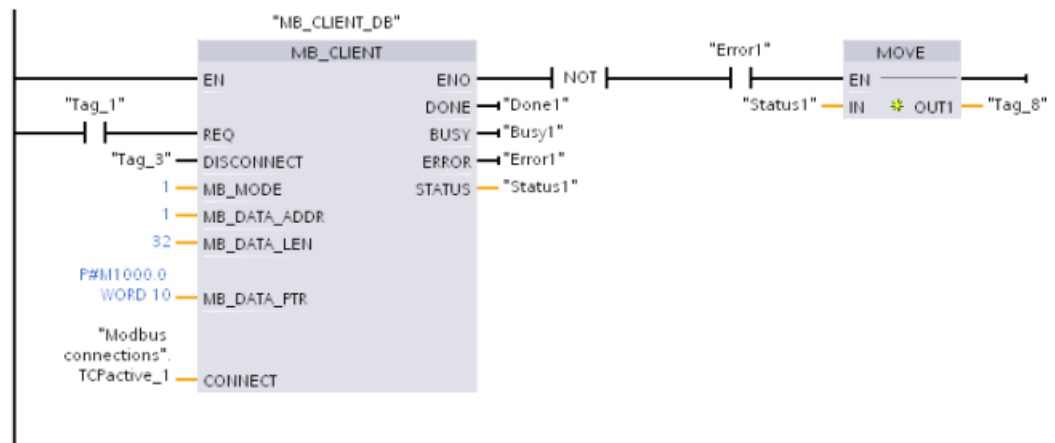 "MB_CLIENT_DB"
MB_CLIENT
"Error1"
MOVE
EN
ENO
NOT
EN
"Tag_1"
DONE
"Done1"
"Status1"
IN
OUT1
"Tag_8"
REQ
BUSY
"Busy1"
"Tag_3"
DISCONNECT
ERROR
"Error1"
1
MB_MODE
STATUS
"Status1"
1
MB_DATA_ADDR
32
MB_DATA_LEN
P#M1000.0
WORD 10
MB_DATA_PTR
"Modbus
connections".
TCPactive_1
CONNECT